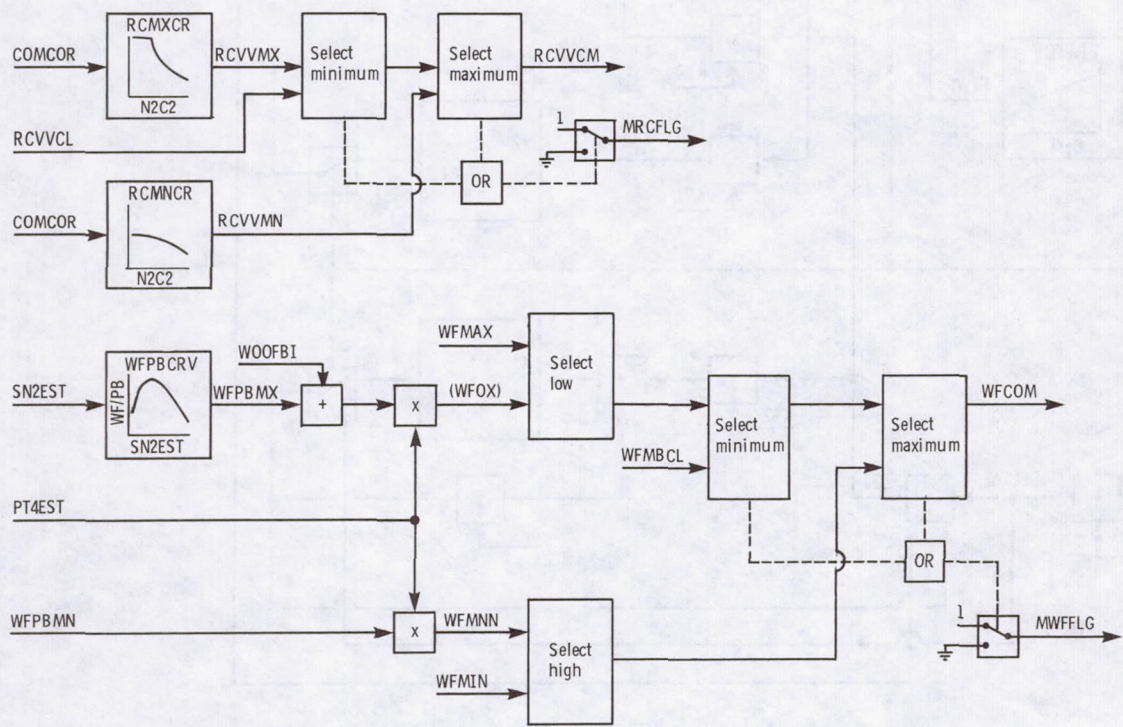 RCMXCR
COMCOR
RCVVMX
N2C2
Select
minimum
Select
maximum
RCVVCM
RCVVCL
1
MRCFLG
OR
RCMNCR
COMCOR
RCVVMN
N2C2
WFMAX
Select
low
WOOFBI
WFPBCRV
SN2EST
WF/PB
WFPBMX
SN2EST
x
(WFOX)
Select
minimum
Select
maximum
WFCOM
WFMBCL
PT4EST
OR
WFPBMN
x
WFMNN
Select
high
WFMIN
1
MWFFLG